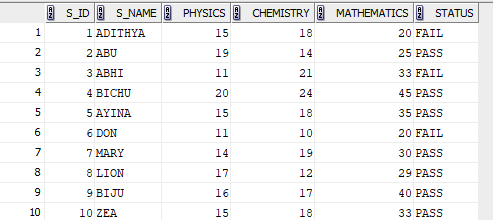 S_ID S_NAME PHYSICS CHEMISTRY MATHEMATICS STATUS
1 1 ADITHYA 15 18 20 FAIL
2 2 ABU 19 14 25 PASS
3 3 ABHI 11 21 33 FAIL
4 4 BICHU 20 24 45 PASS
5 5 AYINA 15 18 35 PASS
6 6 DON 11 10 20 FAIL
7 7 MARY 14 19 30 PASS
8 8 LION 17 12 29 PASS
9 9 BIJU 16 17 40 PASS
10 10 ZEA 15 18 33 PASS